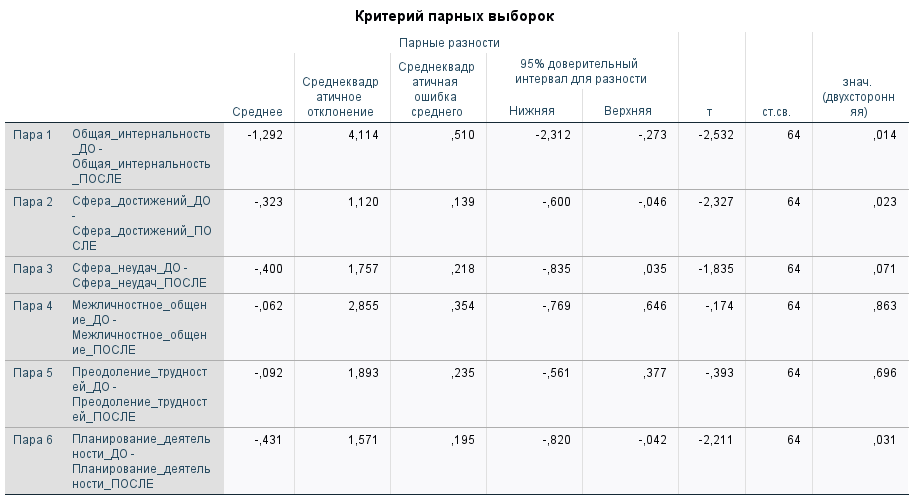 Критерий парных выборок
Парные разности
Среднее
Среднеквадр
атичное
отклонение
Среднеквадр
атичная
ошибка
среднего
95% доверительный
интервал для разности
Нижняя
Верхняя
т
ст.св.
знач.
(двухсторонн
яя)
Пара 1 Общая_интернальность -1,292 4,114 ,510 -2,312 -,273 -2,532 64 ,014
_ДО -
Общая_интернальность
_ПОСЛЕ
Пара 2 Сфера_достижений_ДО -,323 1,120 ,139 -,600 -,046 -2,327 64 ,023
-
Сфера_достижений_ПО
СЛЕ
Пара 3 Сфера_неудач_ДО - -,400 1,757 ,218 -,835 ,035 -1,835 64 ,071
Сфера_неудач_ПОСЛЕ
Пара 4 Межличностное_общен -,062 2,855 ,354 -,769 ,646 -,174 64 ,863
ие_ДО -
Межличностное_общен
ие_ПОСЛЕ
Пара 5 Преодоление_трудност -,092 1,893 ,235 -,561 ,377 -,393 64 ,696
ей_ДО -
Преодоление_трудност
ей_ПОСЛЕ
Пара 6 Планирование_деятель -,431 1,571 ,195 -,820 -,042 -2,211 64 ,031
ности_ДО -
Планирование_деятель
ности_ПОСЛЕ